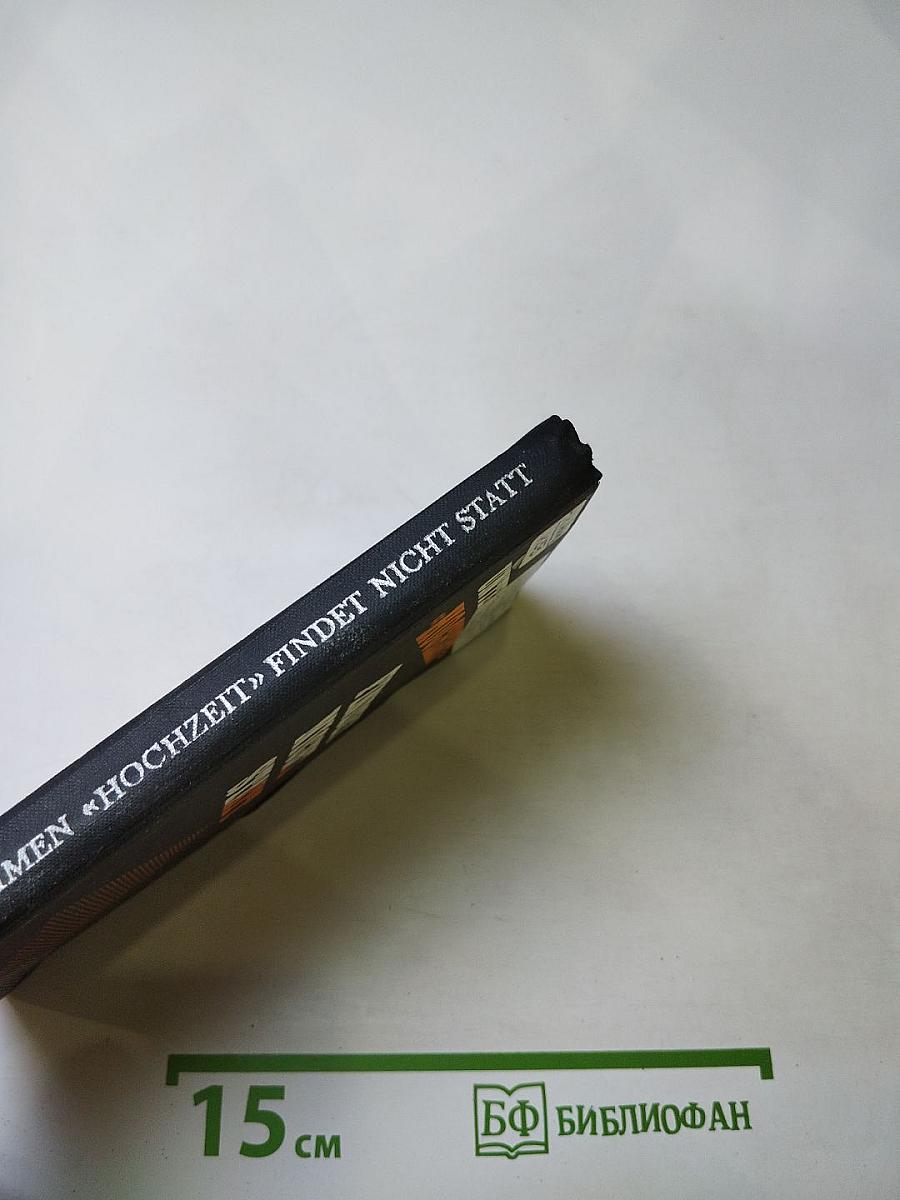 MEN «HOCHZEIT» FINDET NICHT STATT
15 см
БФ БИБЛИОФАН